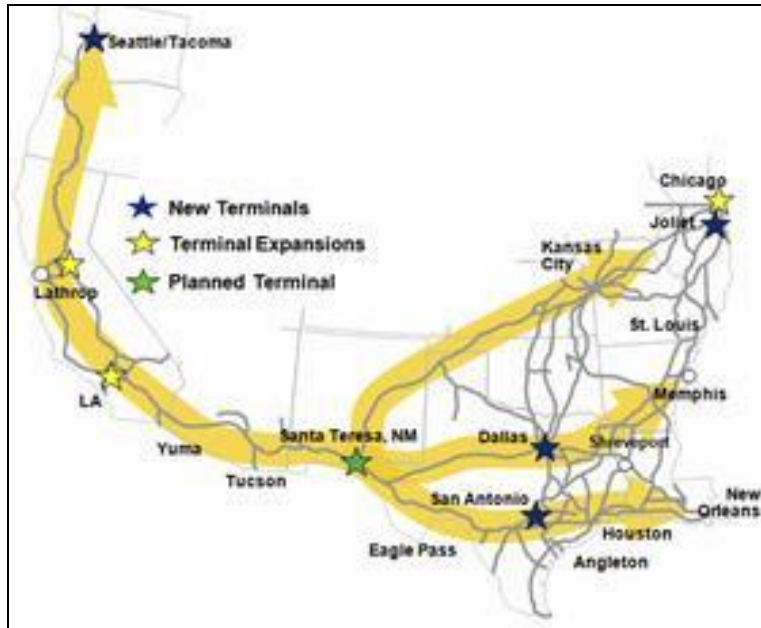 Seattle/Tacoma
New Terminals
Terminal Expansions
Planned Terminal
Chicago
Joliet
Kansas
City
Lathrop
St. Louis
LA
Memphis
Yuma
Santa Teresa, NM
Dallas
Shreveport
Tucson
San Antonio
New
Orleans
Eagle Pass
Houston
Angleton